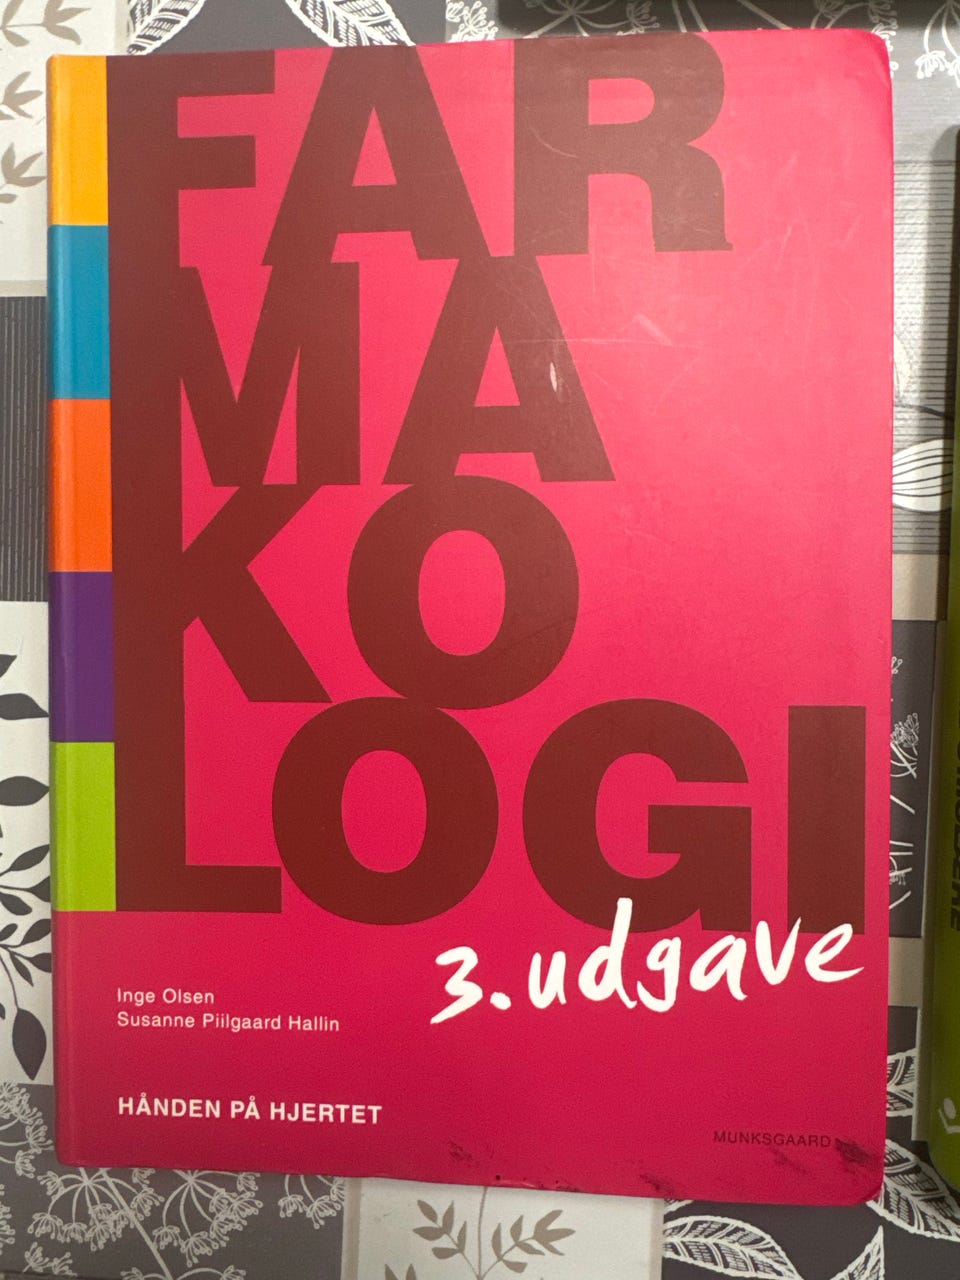 FAR
MA
KO
LOGI
3. udgave
Inge Olsen
Susanne Piilgaard Hallin
HÅNDEN PÅ HJERTET
MUNKSGAARD